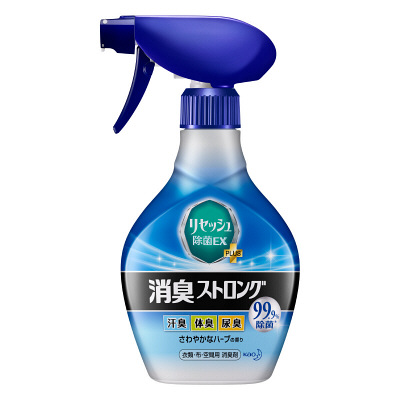 リセッシュ
除菌EX
PLUS
消臭ストロング
汗臭 体臭 尿臭
99.9%
除菌
さわやかなハーブの香り
衣類・布・空間用 消臭剤
Kao